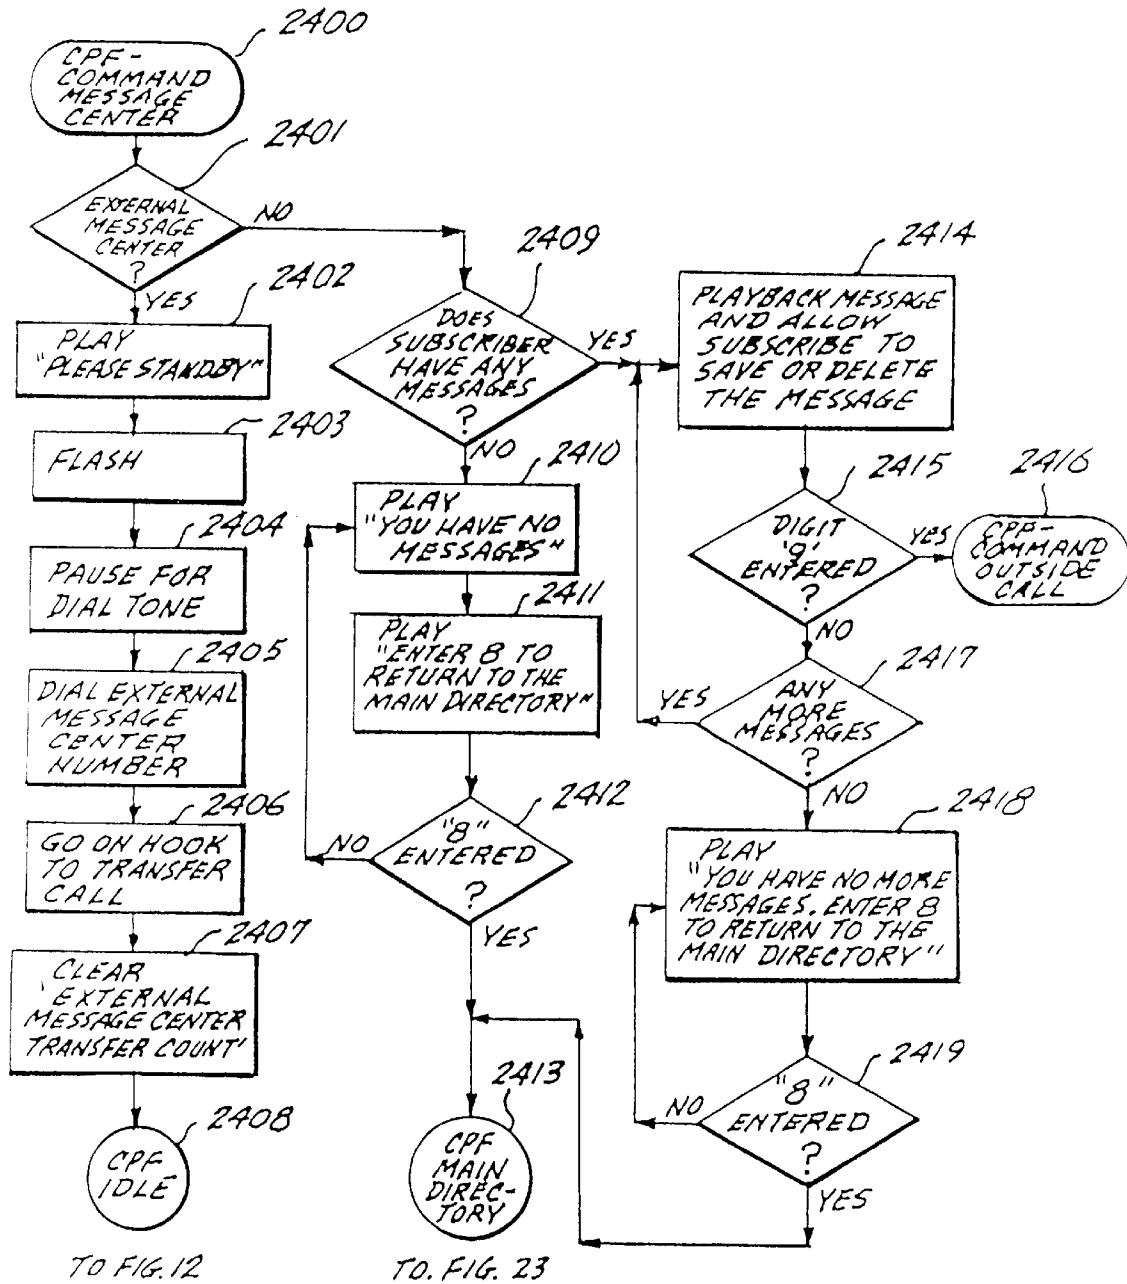 2400
CPF-
COMMAND
MESSAGE
CENTER
2401
EXTERNAL
MESSAGE
CENTER
?
NO
YES
2402
PLAY
"PLEASE STANDBY"
2403
FLASH
2404
PAUSE FOR
DIAL TONE
2405
DIAL EXTERNAL
MESSAGE
CENTER
NUMBER
2406
GO ON HOOK
TO TRANSFER
CALL
2407
CLEAR
'EXTERNAL
MESSAGE CENTER
TRANSFER COUNT'
2408
CPF
IDLE
TO FIG. 12
2409
DOES
SUBSCRIBER
HAVE ANY
MESSAGES
?
YES
NO
2410
PLAY
"YOU HAVE NO
MESSAGES"
2411
PLAY
"ENTER 8 TO
RETURN TO THE
MAIN DIRECTORY"
2412
"8"
ENTERED
?
NO
YES
2413
CPF
MAIN
DIREC-
TORY
TO. FIG. 23
2414
PLAYBACK MESSAGE
AND ALLOW
SUBSCRIBE TO
SAVE OR DELETE
THE MESSAGE
2415
DIGIT
'9'
ENTERED
?
YES
NO
2416
CPF-
COMMAND
OUTSIDE
CALL
2417
ANY
MORE
MESSAGES
?
YES
NO
2418
PLAY
"YOU HAVE NO MORE
MESSAGES. ENTER 8
TO RETURN TO THE
MAIN DIRECTORY"
2419
"8"
ENTERED
?
NO
YES